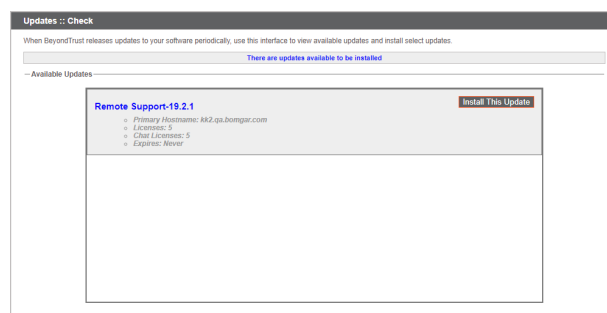 Updates :: Check
When BeyondTrust releases updates to your software periodically, use this interface to view available updates and install select updates.
There are updates available to be installed
Available Updates
Remote Support-19.2.1
Install This Update
Primary Hostname: kk2.qa.bomgar.com
Licenses: 5
Chat Licenses: 5
Expires: Never